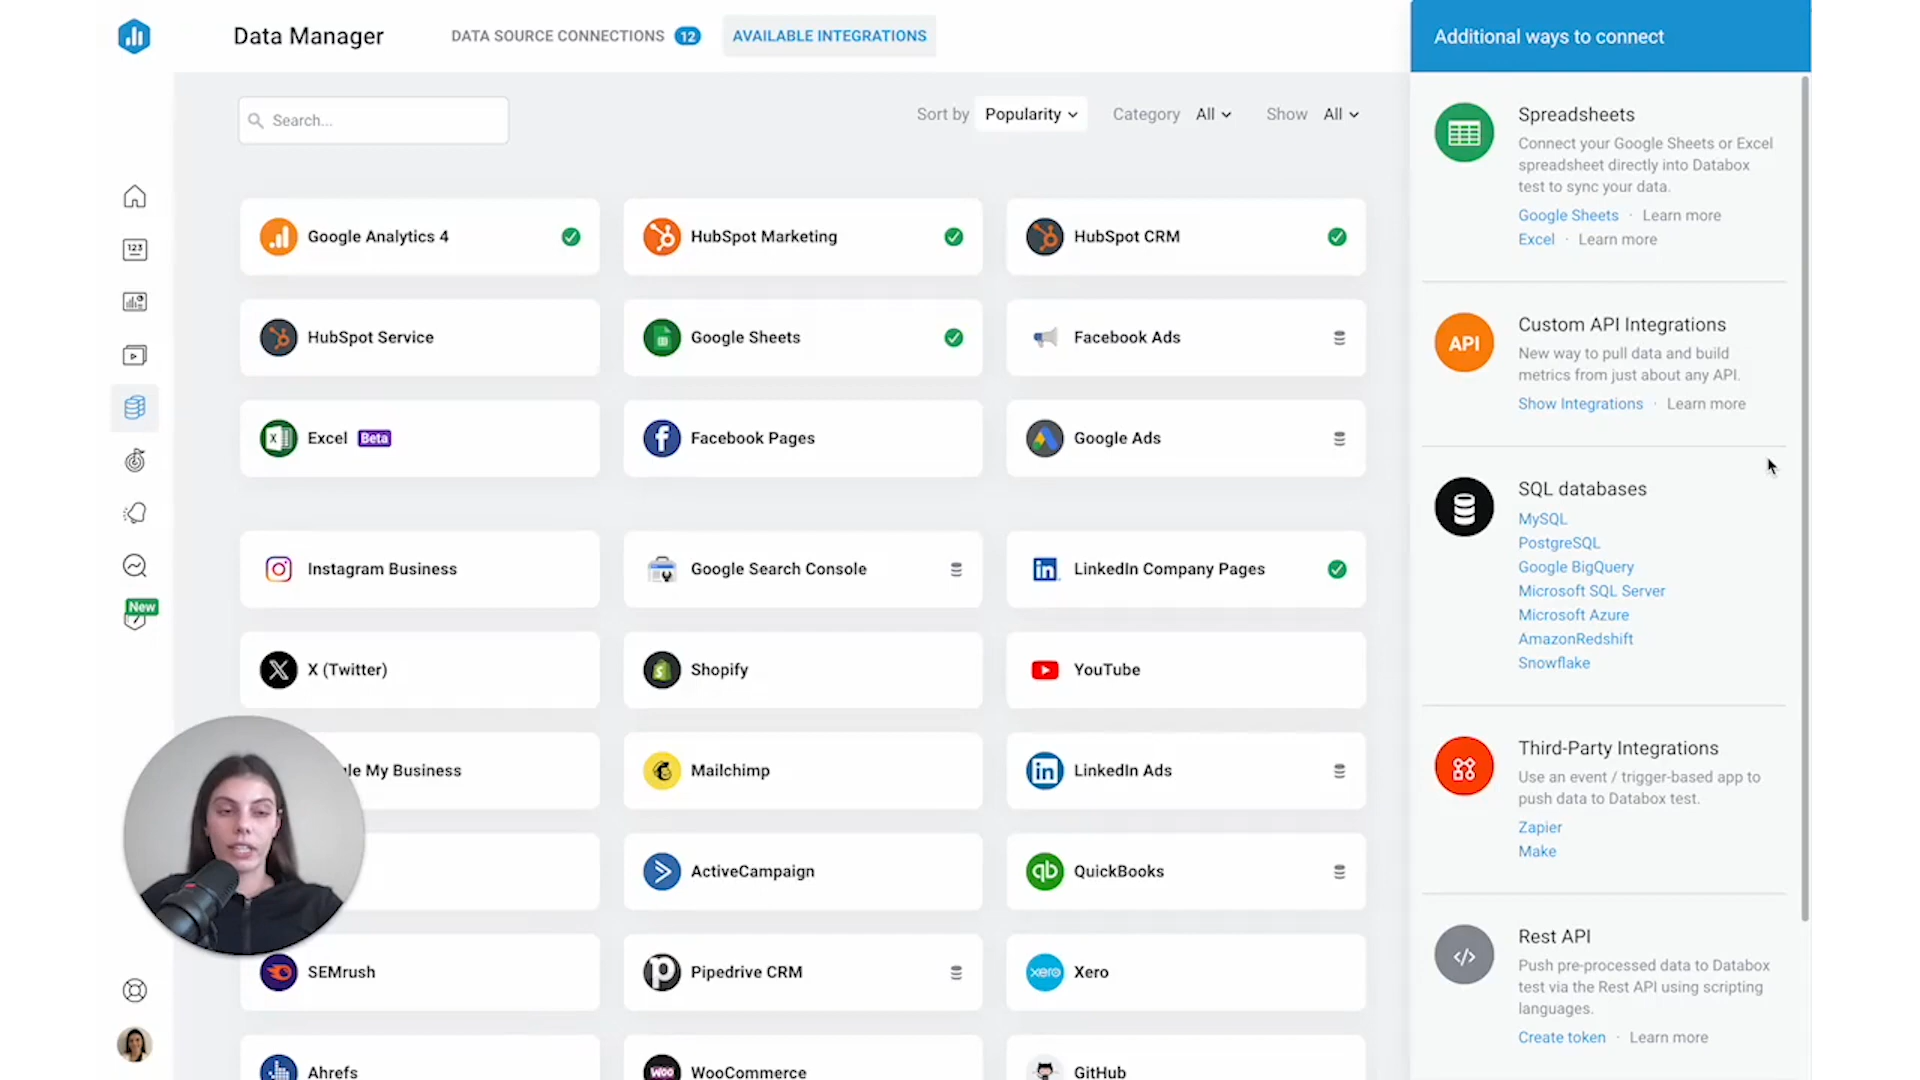 Data Manager
DATA SOURCE CONNECTIONS 12
AVAILABLE INTEGRATIONS
Additional ways to connect
Search...
Sort by Popularity
Category All
Show All
123
New
Google Analytics 4
HubSpot Marketing
HubSpot CRM
HubSpot Service
Google Sheets
Facebook Ads
Excel Beta
Facebook Pages
Google Ads
Instagram Business
Google Search Console
LinkedIn Company Pages
X (Twitter)
Shopify
YouTube
My Business
Mailchimp
LinkedIn Ads
ActiveCampaign
QuickBooks
SEMrush
Pipedrive CRM
xero Xero
Ahrefs
WOO WooCommerce
GitHub
Spreadsheets
Connect your Google Sheets or Excel
spreadsheet directly into Databox
test to sync your data.
Google Sheets · Learn more
Excel · Learn more
API
Custom API Integrations
New way to pull data and build
metrics from just about any API.
Show Integrations · Learn more
SQL databases
MySQL
PostgreSQL
Google BigQuery
Microsoft SQL Server
Microsoft Azure
AmazonRedshift
Snowflake
Third-Party Integrations
Use an event / trigger-based app to
push data to Databox test.
Zapier
Make
</>
Rest API
Push pre-processed data to Databox
test via the Rest API using scripting
languages.
Create token · Learn more